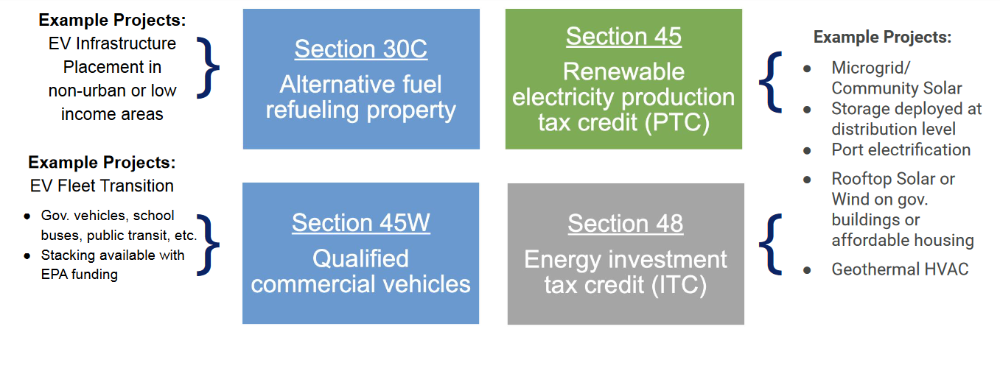 Example Projects:
EV Infrastructure
Placement in
non-urban or low
income areas
Section 30C
Alternative fuel
refueling property
Section 45
Renewable
electricity production
tax credit (PTC)
Example Projects:
● Microgrid/
Community Solar
● Storage deployed at
distribution level
● Port electrification
● Rooftop Solar or
Wind on gov.
buildings or
affordable housing
● Geothermal HVAC
Example Projects:
EV Fleet Transition
● Gov. vehicles, school
buses, public transit, etc.
● Stacking available with
EPA funding
Section 45W
Qualified
commercial vehicles
Section 48
Energy investment
tax credit (ITC)